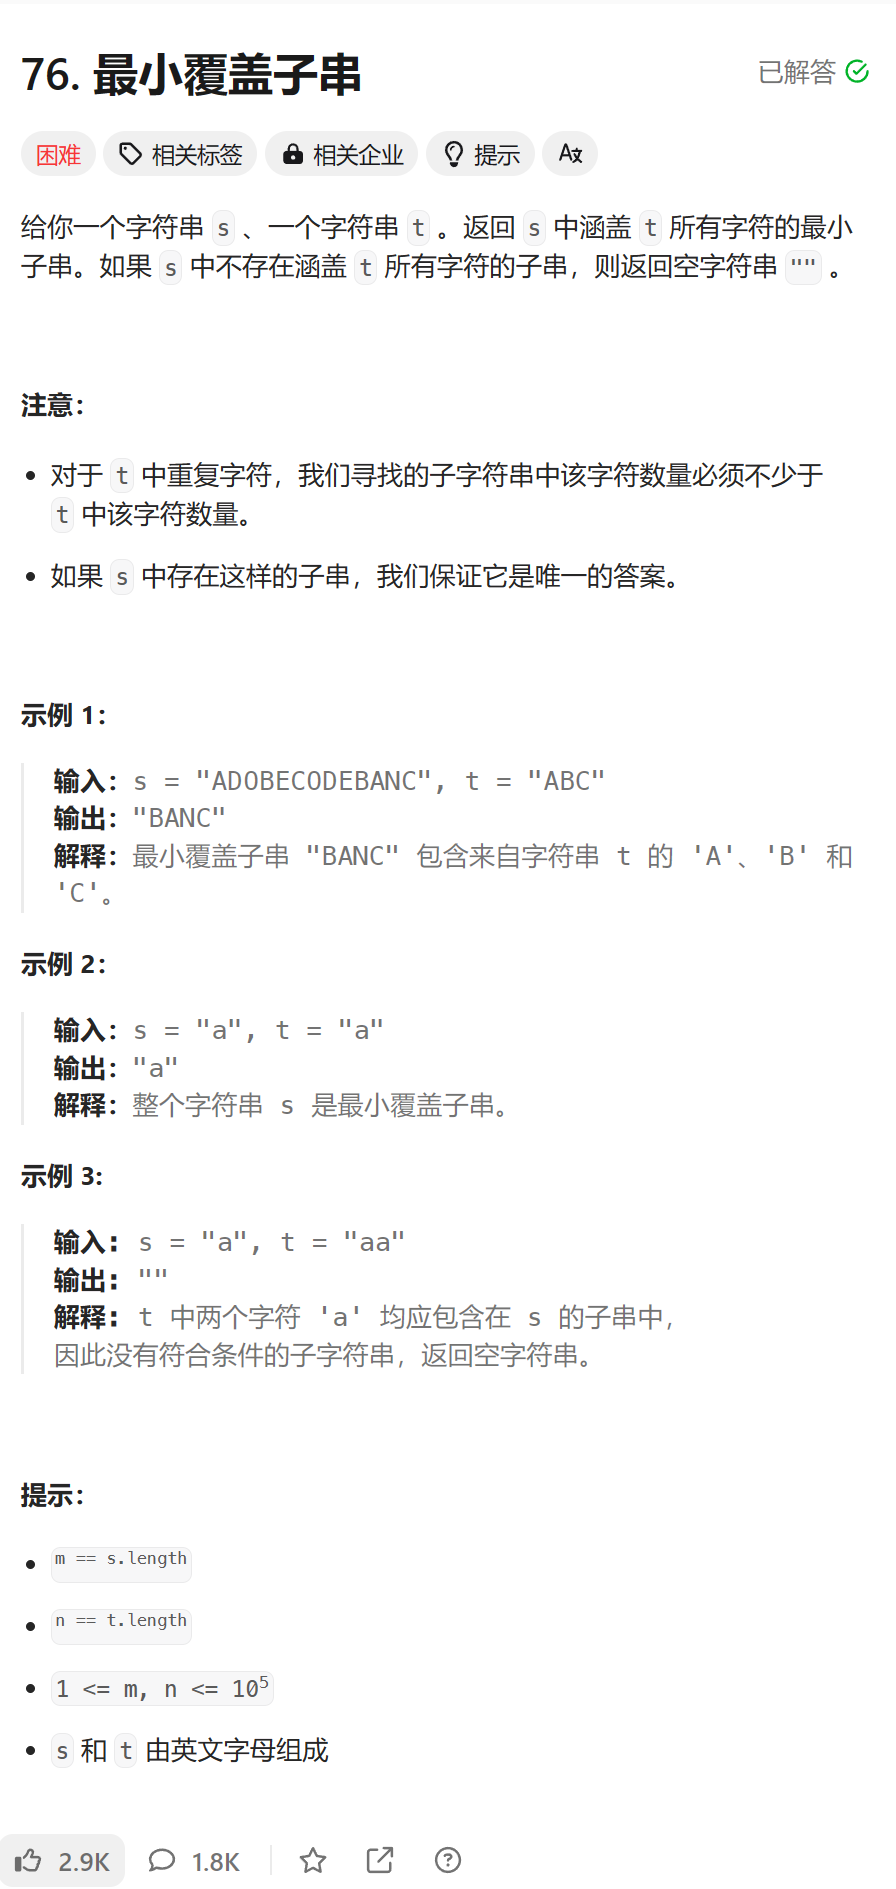 76. 最小覆盖子串
已解答
困难 相关标签 相关企业 提示
给你一个字符串 s 、一个字符串 t 。返回 s 中涵盖 t 所有字符的最小
子串。如果 s 中不存在涵盖 t 所有字符的子串，则返回空字符串 "" 。
注意：
• 对于 t 中重复字符，我们寻找的子字符串中该字符数量必须不少于
t 中该字符数量。
• 如果 s 中存在这样的子串，我们保证它是唯一的答案。
示例 1：
输入：s = "ADOBECODEBANC", t = "ABC"
输出："BANC"
解释：最小覆盖子串 "BANC" 包含来自字符串 t 的 'A'、'B' 和
'C'。
示例 2：
输入：s = "a", t = "a"
输出："a"
解释：整个字符串 s 是最小覆盖子串。
示例 3:
输入: s = "a", t = "aa"
输出: ""
解释: t 中两个字符 'a' 均应包含在 s 的子串中，
因此没有符合条件的子字符串，返回空字符串。
提示：
• m == s.length
• n == t.length
• 1 <= m, n <= 10⁵
• s 和 t 由英文字母组成
2.9K 1.8K